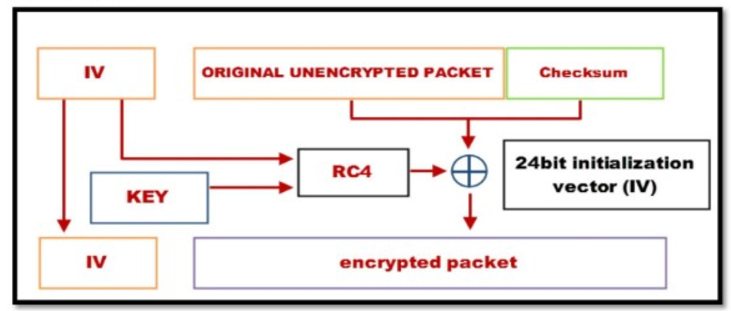 IV
ORIGINAL UNENCRYPTED PACKET
Checksum
RC4
24bit initialization
vector (IV)
KEY
IV
encrypted packet